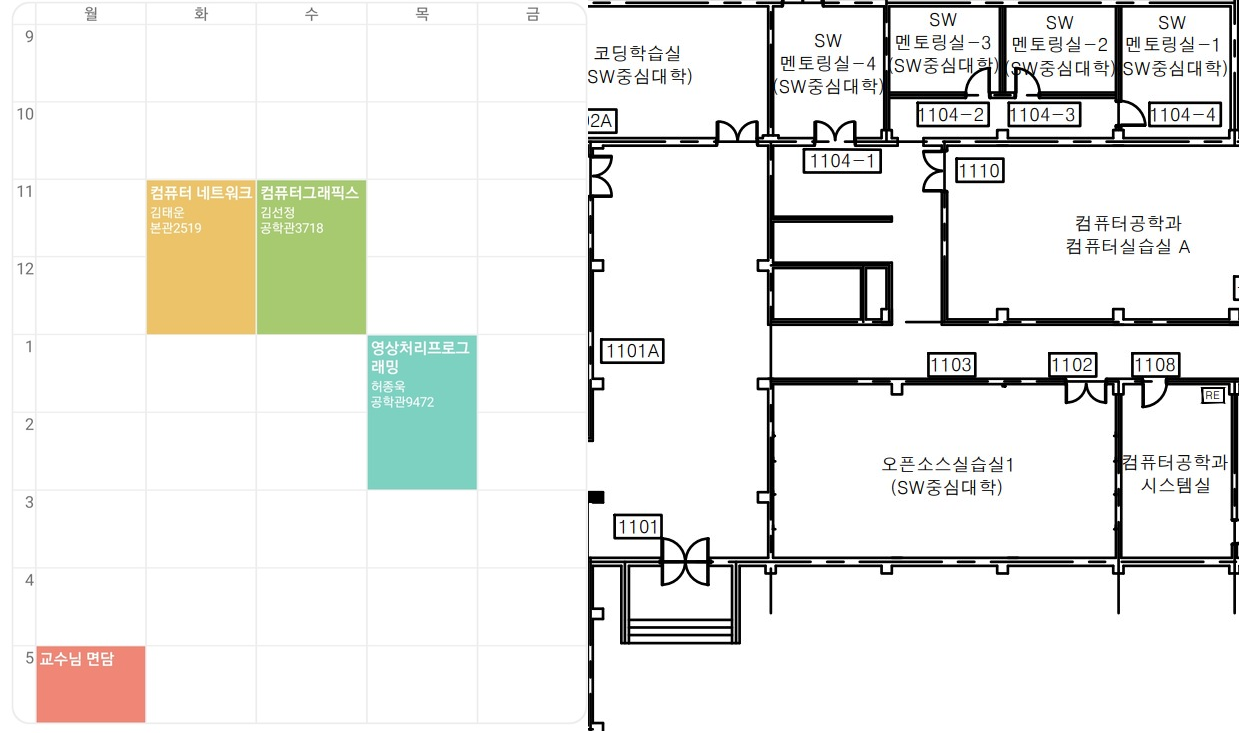 월 화 수 목 금
9
10
11
컴퓨터 네트워크
김태운
본관2519
컴퓨터그래픽스
김선정
공학관3718
12
1
영상처리프로그
래밍
허종욱
공학관9472
2
3
4
5
교수님 면담
코딩학습실
SW중심대학)
02A
SW
멘토링실-4
(SW중심대학)
SW
멘토링실-3
(SW중심대학)
SW
멘토링실-2
(SW중심대학)
SW
멘토링실-1
SW중심대학)
1104-2
1104-3
1104-4
1104-1
1110
컴퓨터공학과
컴퓨터실습실 A
1101A
1103
1102
1108
RE
오픈소스실습실1
(SW중심대학)
컴퓨터공학과
시스템실
1101